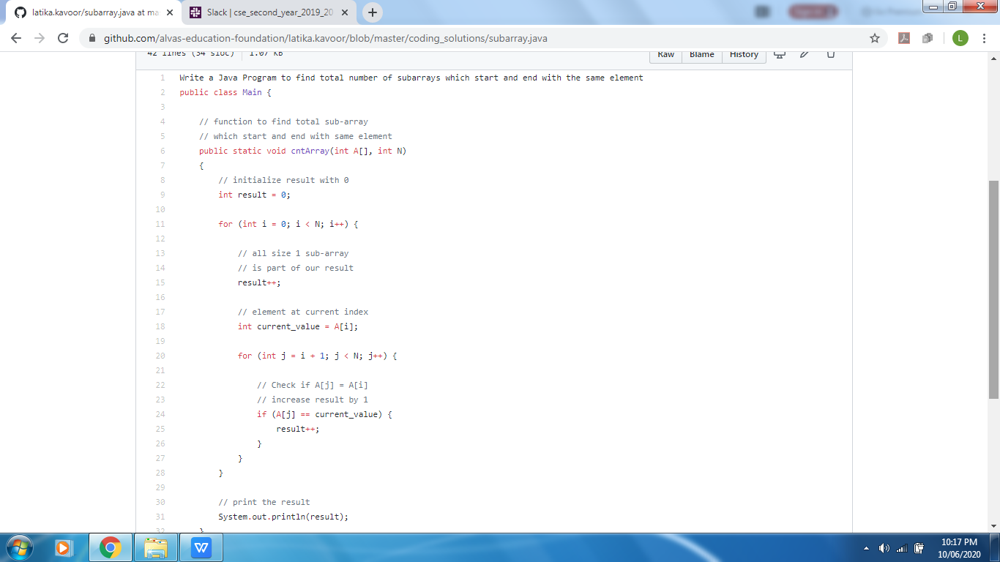 latika.kavoor/subarray.java at ma
Slack | cse_second_year_2019_20
github.com/alvas-education-foundation/latika.kavoor/blob/master/coding_solutions/subarray.java
L
42 lines (34 sloc) 1.07 KB
Raw Blame History
1 Write a Java Program to find total number of subarrays which start and end with the same element
2 public class Main {
3
4 // function to find total sub-array
5 // which start and end with same element
6 public static void cntArray(int A[], int N)
7 {
8 // initialize result with 0
9 int result = 0;
10
11 for (int i = 0; i < N; i++) {
12
13 // all size 1 sub-array
14 // is part of our result
15 result++;
16
17 // element at current index
18 int current_value = A[i];
19
20 for (int j = i + 1; j < N; j++) {
21
22 // Check if A[j] = A[i]
23 // increase result by 1
24 if (A[j] == current_value) {
25 result++;
26 }
27 }
28 }
29
30 // print the result
31 System.out.println(result);
32 }
W
10:17 PM
10/06/2020